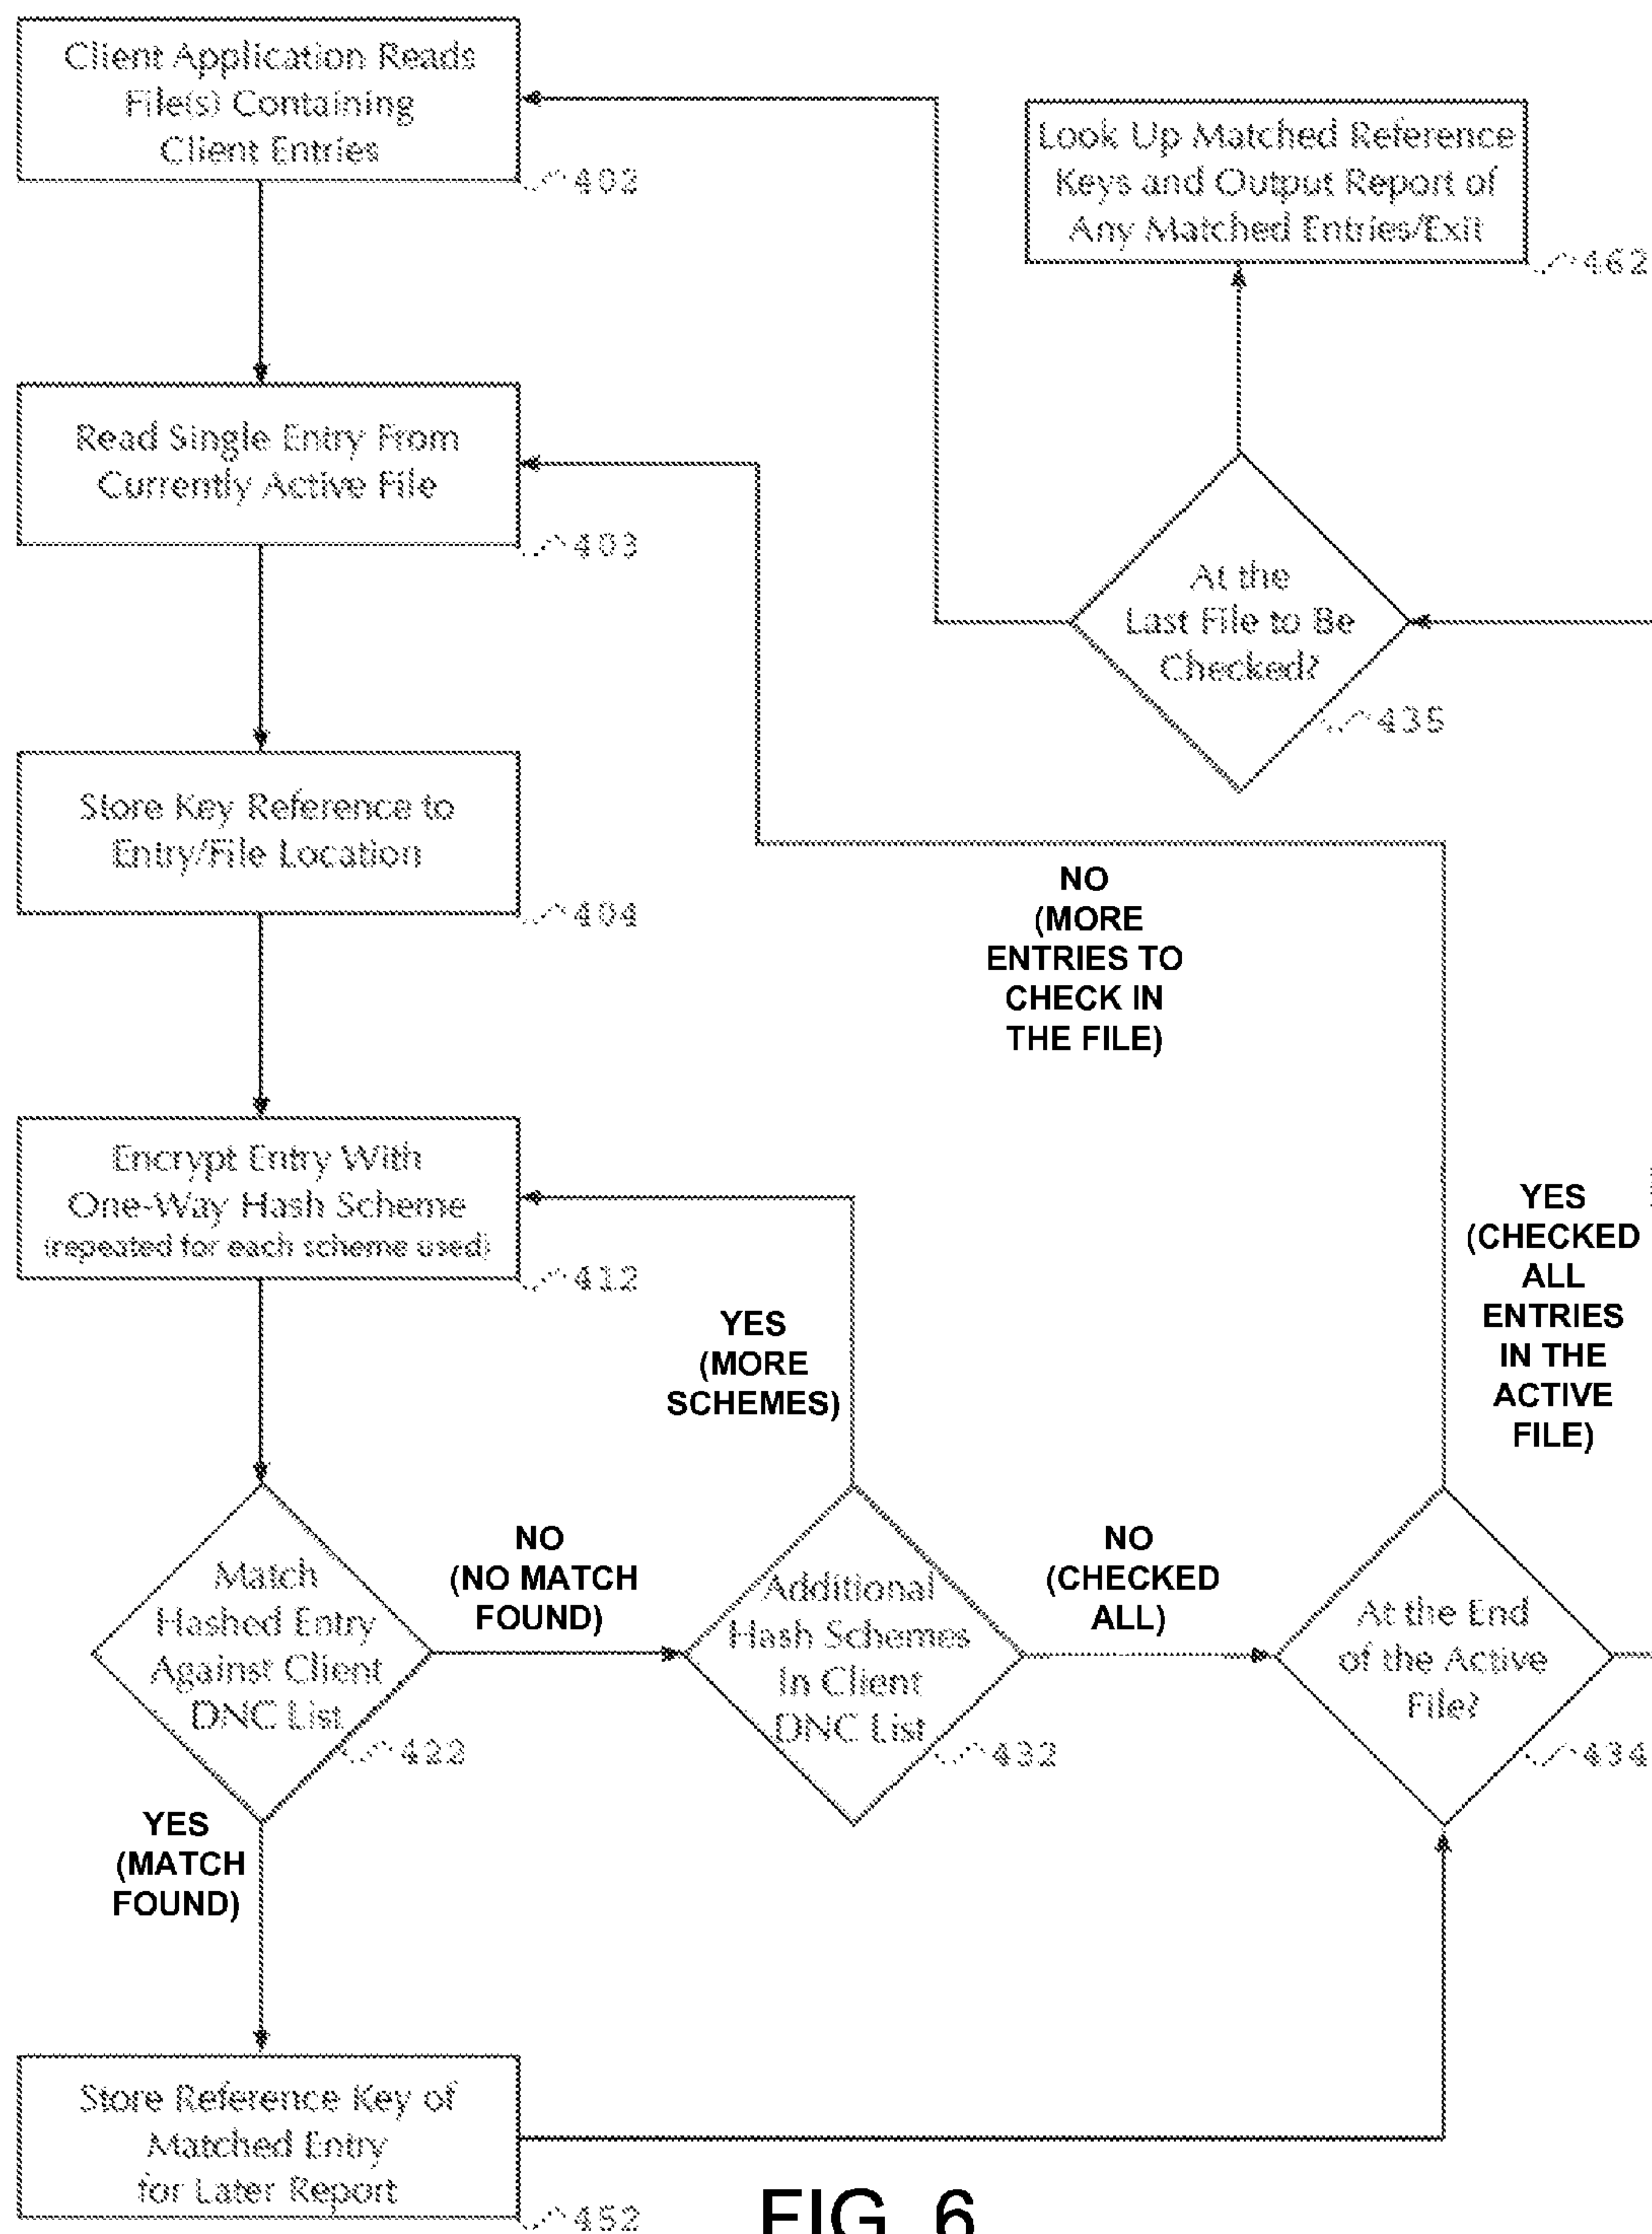 Client Application Reads
File(s) Containing
Client Entries
402
Look Up Matched Reference
Keys and Output Report of
Any Matched Entries/Exit
462
Read Single Entry From
Currently Active File
403
At the
Last File to Be
Checked?
435
Store Key Reference to
Entry/File Location
404
NO
(MORE
ENTRIES TO
CHECK IN
THE FILE)
Encrypt Entry With
One-Way Hash Scheme
(repeated for each scheme used)
412
YES
(MORE
SCHEMES)
YES
(CHECKED
ALL
ENTRIES
IN THE
ACTIVE
FILE)
Match
Hashed Entry
Against Client
DNC List
422
NO
(NO MATCH
FOUND)
Additional
Hash Schemes
In Client
DNC List
432
NO
(CHECKED
ALL)
At the End
of the Active
File?
434
YES
(MATCH
FOUND)
Store Reference Key of
Matched Entry
for Later Report
452
FIG. 6